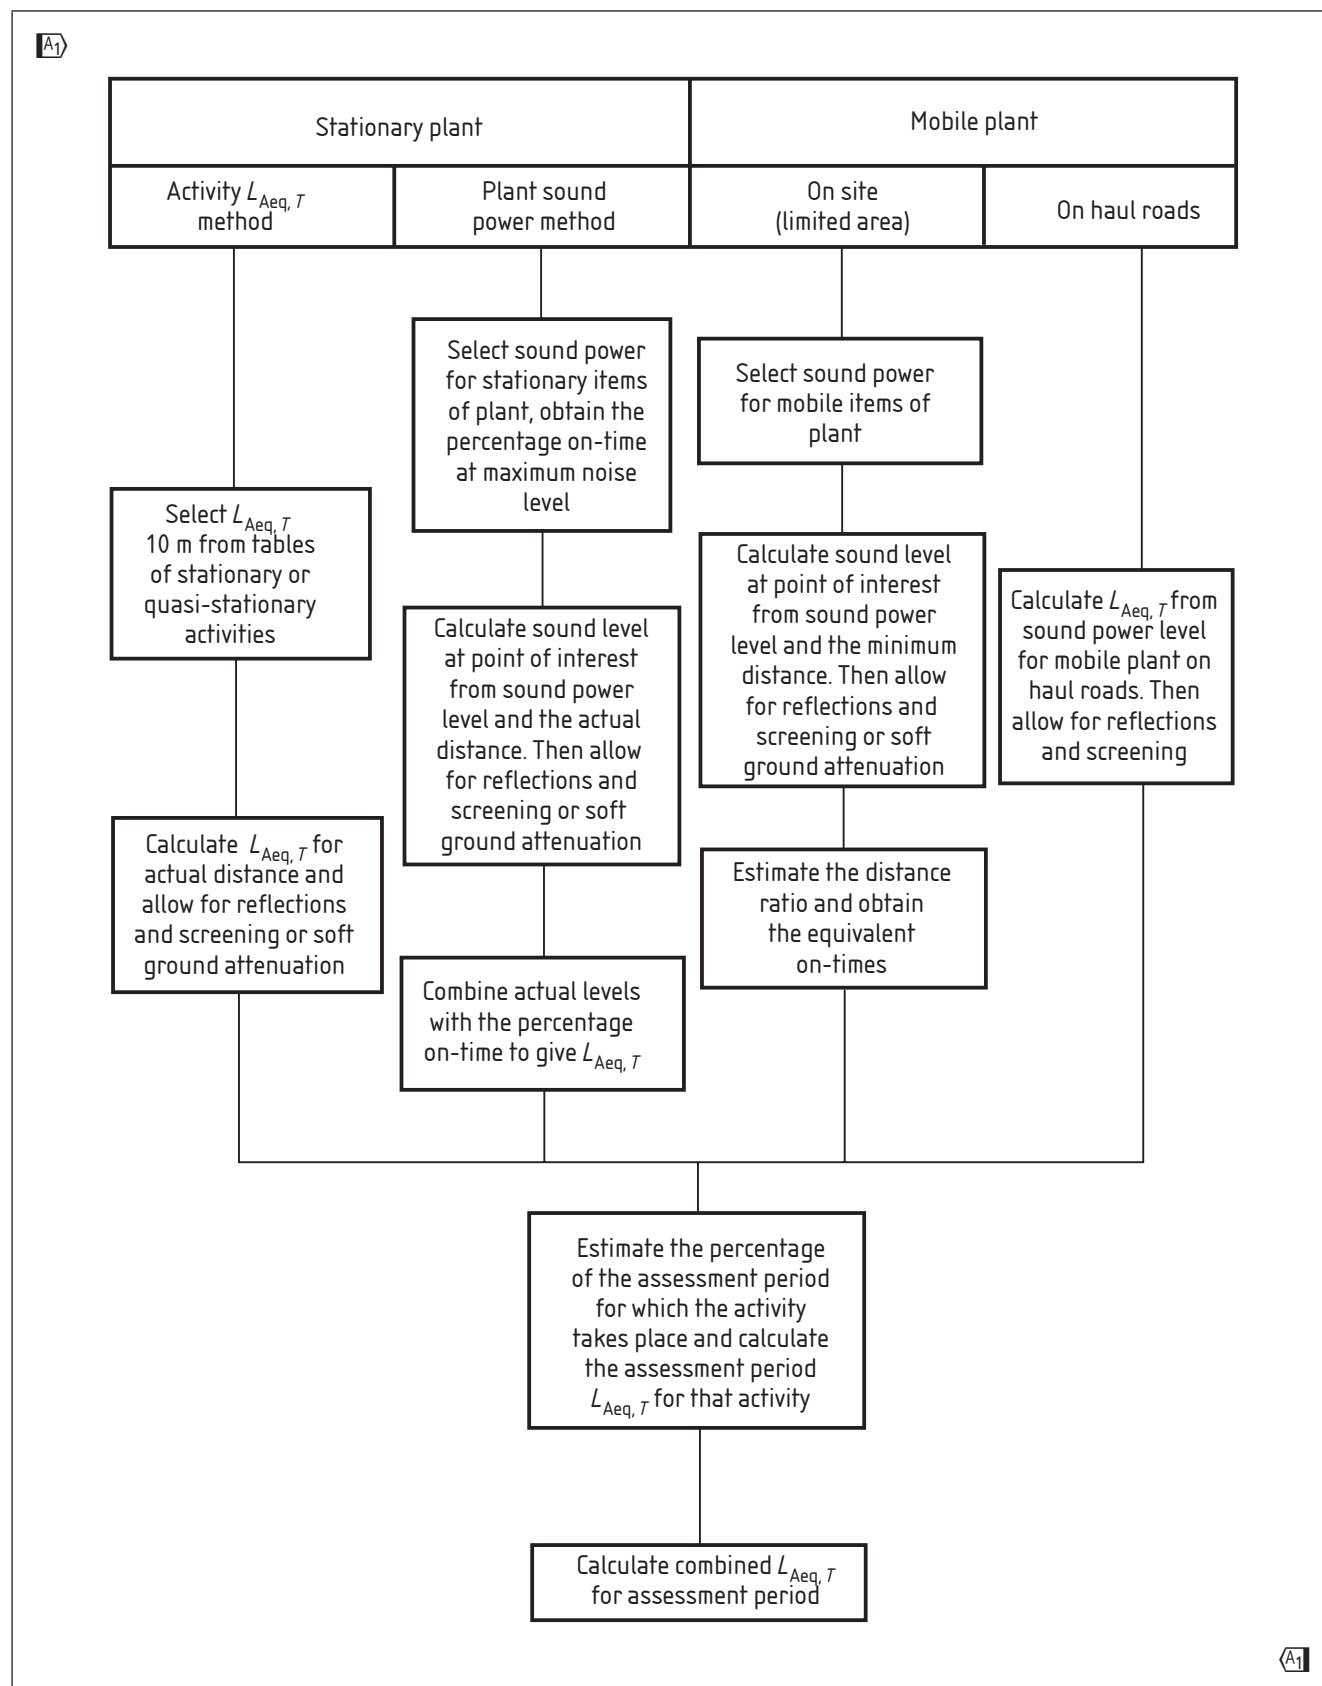 A1
Stationary plant
Mobile plant
Activity LAeq, T
method
Plant sound
power method
On site
(limited area)
On haul roads
Select LAeq, T
10 m from tables
of stationary or
quasi-stationary
activities
Calculate LAeq, T for
actual distance and
allow for reflections
and screening or soft
ground attenuation
Select sound power
for stationary items
of plant, obtain the
percentage on-time
at maximum noise
level
Calculate sound level
at point of interest
from sound power
level and the actual
distance. Then allow
for reflections and
screening or soft
ground attenuation
Combine actual levels
with the percentage
on-time to give LAeq, T
Select sound power
for mobile items of
plant
Calculate sound level
at point of interest
from sound power
level and the minimum
distance. Then allow
for reflections and
screening or soft
ground attenuation
Estimate the distance
ratio and obtain
the equivalent
on-times
Calculate LAeq, T from
sound power level
for mobile plant on
haul roads. Then
allow for reflections
and screening
Estimate the percentage
of the assessment period
for which the activity
takes place and calculate
the assessment period
LAeq, T for that activity
Calculate combined LAeq, T
for assessment period
A1